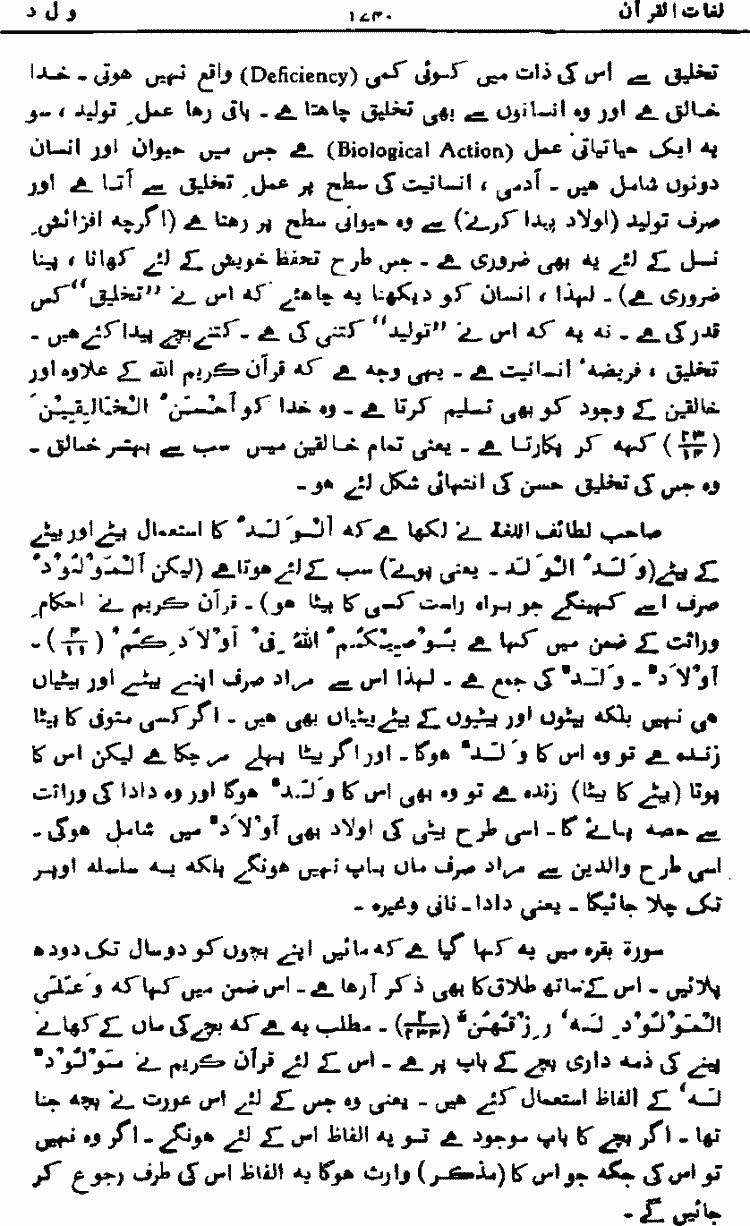 لغات القرآن ۱۷۳۰ و ل د
تخلیق سے اس کی ذات میں کوئی کمی (Deficiency) واقع نہیں ہوتی ۔ خدا
خالق ہے اور وہ انسانوں سے بھی تخلیق چاہتا ہے ۔ باقی رہا عملِ تولید ، سو
یہ ایک حیاتیاتی عمل (Biological Action) ہے جس میں حیوان اور انسان
دونوں شامل ہیں ۔ آدمی ، انسانیت کی سطح پر عملِ تخلیق سے آتا ہے اور
صرف تولید (اولاد پیدا کرنے) سے وہ حیوانی سطح پر رہتا ہے (اگرچہ افزائشِ
نسل کے لئے یہ بھی ضروری ہے ۔ جس طرح تحفظ خویش کے لئے کھانا ، پینا
ضروری ہے) ۔ لہذا ، انسان کو دیکھنا یہ چاہئے کہ اس نے ”تخلیق“ کس
قدر کی ہے ۔ نہ یہ کہ اس نے ”تولید“ کتنی کی ہے ۔ کتنے بچے پیدا کئے ہیں ۔
تخلیق ، فریضہٴ انسانیت ہے ۔ یہی وجہ ہے کہ قرآن کریم اللہ کے علاوہ اور
خالقین کے وجود کو بھی تسلیم کرتا ہے ۔ وہ خدا کو اَحْسَنُ الْخَالِقِیْنَ
(۲۳/۱۴) کہہ کر پکارتا ہے ۔ یعنی تمام خالقین میں سب سے بہتر خالق ۔
وہ جس کی تخلیق حسن کی انتہائی شکل لئے ہو ۔
صاحب لطائف اللغة نے لکھا ہے کہ اَلْوَلَدُ کا استعمال بیٹے اور بیٹے
کے بیٹے (وَلَدُ الْوَلَدِ ۔ یعنی پوتے) سب کے لئے ہوتا ہے (لیکن اَلْمَوْلُوْدُ
صرف اسے کہینگے جو براہ راست کسی کا بیٹا ہو) ۔ قرآن کریم نے احکامِ
وراثت کے ضمن میں کہا ہے یُوْصِیْکُمُ اللہُ فِیْ اَوْلَادِکُمْ (۴/۱۱) ۔
اَوْلَادٌ ۔ وَلَدٌ کی جمع ہے ۔ لہذا اس سے مراد صرف اپنے بیٹے اور بیٹیاں
ہی نہیں بلکہ بیٹوں اور بیٹیوں کے بیٹے بیٹیاں بھی ہیں ۔ اگر کسی متوفی کا بیٹا
زندہ ہے تو وہ اس کا وَلَدٌ ہوگا ۔ اور اگر بیٹا پہلے مر چکا ہے لیکن اس کا
پوتا (بیٹے کا بیٹا) زندہ ہے تو وہ بھی اس کا وَلَدٌ ہوگا اور وہ دادا کی وراثت
سے حصہ پائے گا ۔ اسی طرح بیٹی کی اولاد بھی اَوْلَادٌ میں شامل ہوگی ۔
اسی طرح والدین سے مراد صرف ماں باپ نہیں ہونگے بلکہ یہ سلسلہ اوپر
تک چلا جائیگا ۔ یعنی دادا ۔ نانی وغیرہ ۔
سورة بقرہ میں یہ کہا گیا ہے کہ مائیں اپنے بچوں کو دو سال تک دودھ
پلائیں ۔ اس کے ساتھ طلاق کا بھی ذکر آرہا ہے ۔ اس ضمن میں کہا کہ وَعَلَی
الْمَوْلُوْدِ لَہٗ رِزْقُہُنَّ (۲/۲۳۳) ۔ مطلب یہ ہے کہ بچے کی ماں کے کھانے
پینے کی ذمہ داری بچے کے باپ پر ہے ۔ اس کے لئے قرآن کریم نے مَوْلُوْدٌ
لَہٗ کے الفاظ استعمال کئے ہیں ۔ یعنی وہ جس کے لئے اس عورت نے بچہ جنا
تھا ۔ اگر بچے کا باپ موجود ہے تو یہ الفاظ اس کے لئے ہونگے ۔ اگر وہ نہیں
تو اس کی جگہ جو اس کا (مذکر) وارث ہوگا یہ الفاظ اس کی طرف رجوع کر
جائیں گے ۔